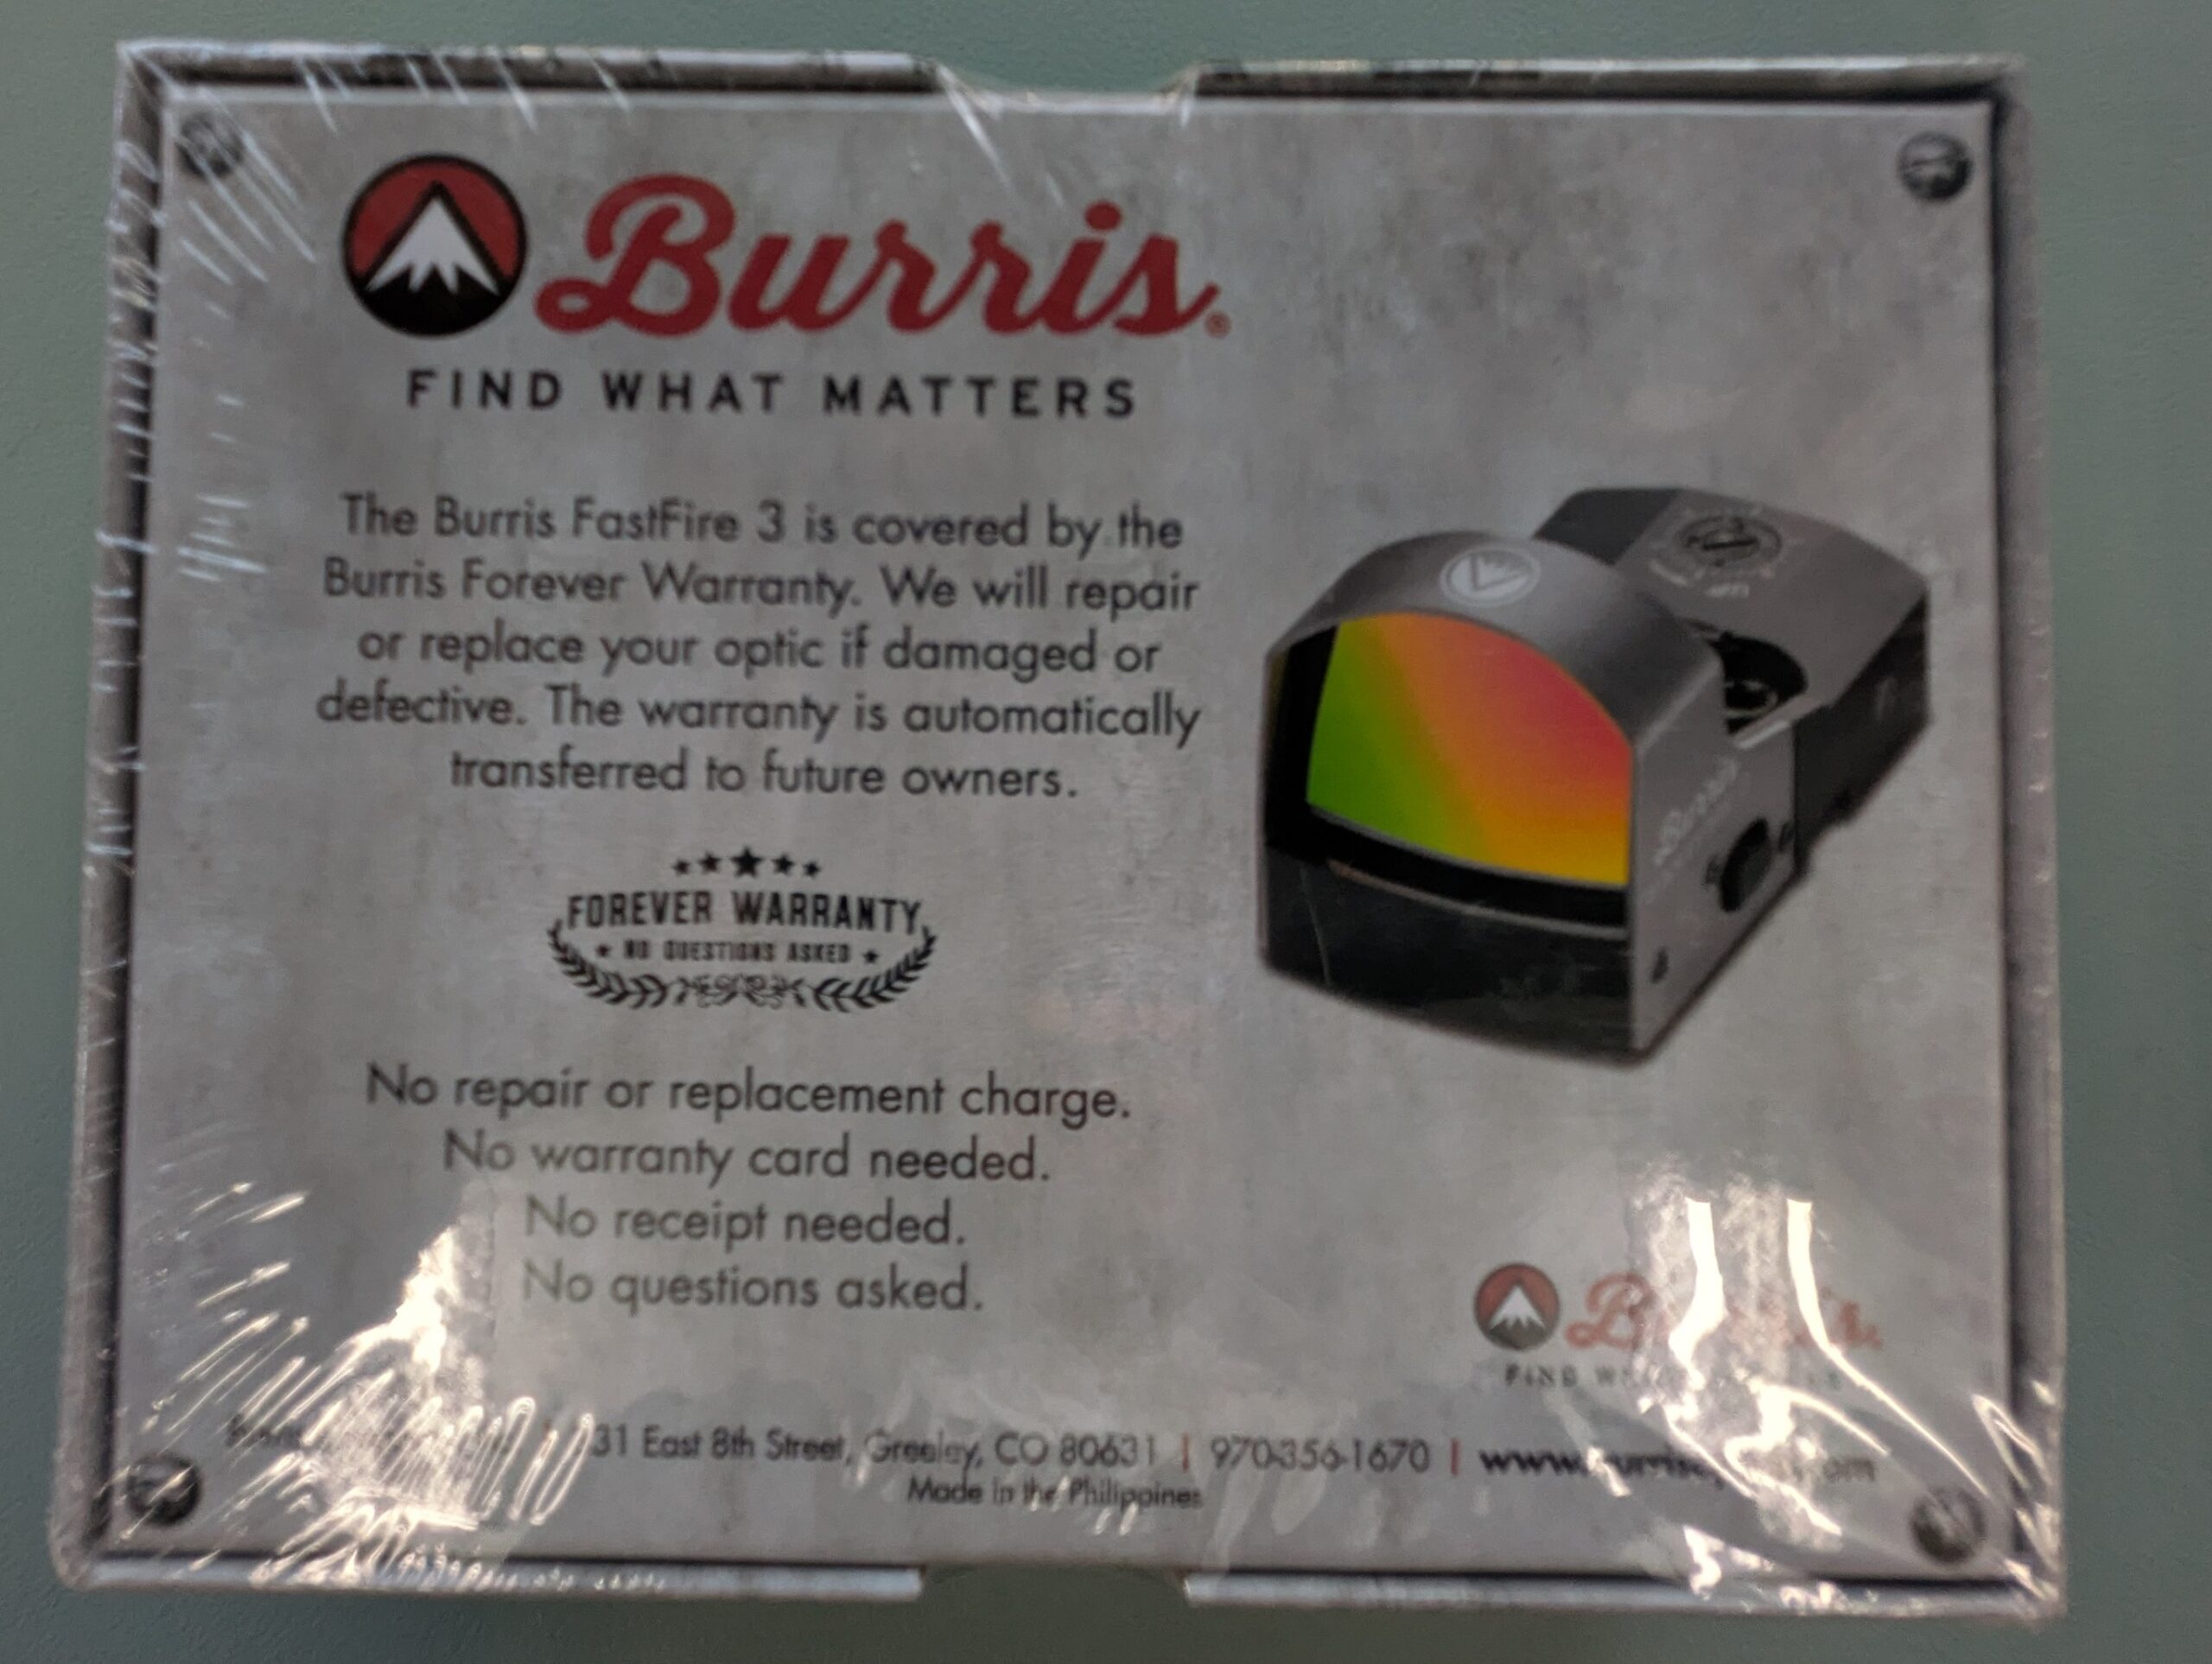 Burris®
FIND WHAT MATTERS
The Burris FastFire 3 is covered by the
Burris Forever Warranty. We will repair
or replace your optic if damaged or
defective. The warranty is automatically
transferred to future owners.
FOREVER WARRANTY
NO QUESTIONS ASKED
No repair or replacement charge.
No warranty card needed.
No receipt needed.
No questions asked.
Burris
FIND
31 East 8th Street, Greeley, CO 80631 | 970-356-1670 |
Made in the Philippines